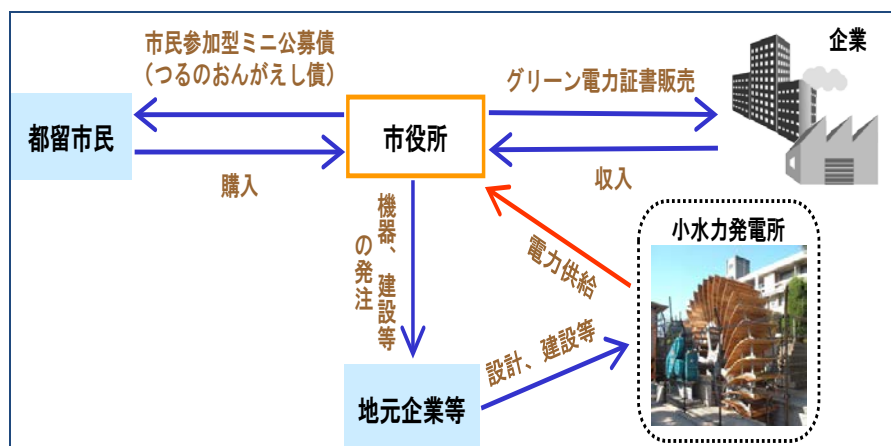 市民参加型ミニ公募債
（つるのおんがえし債）
グリーン電力証書販売
企業
都留市民
市役所
購入
収入
機器、建設等
の発注
電力供給
小水力発電所
設計、建設等
地元企業等